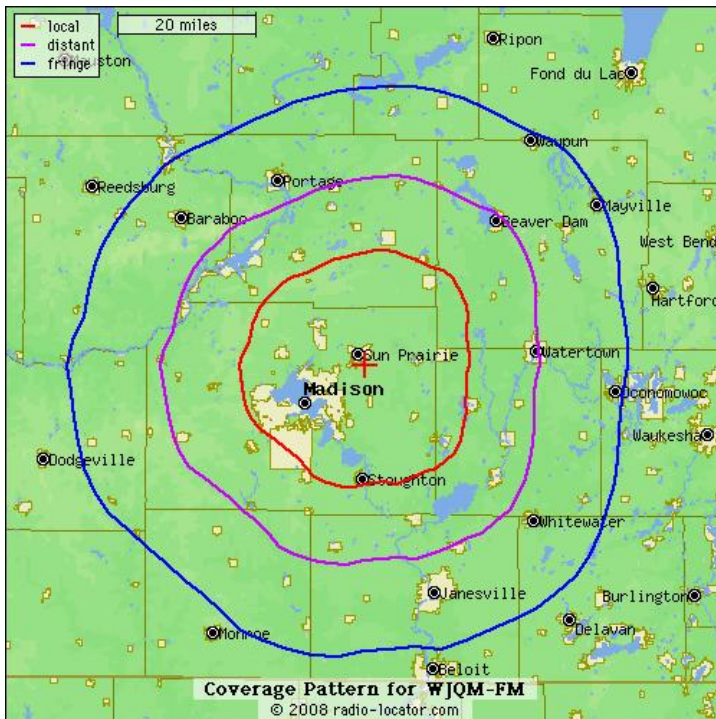 local
distant
fringe
20 miles
Mauston
Ripon
Fond du Lac
Waupun
Reedsburg
Portage
Baraboo
Beaver Dam
Mayville
West Bend
Hartford
Sun Prairie
Watertown
Madison
Oconomowoc
Waukesha
Dodgeville
Stoughton
Whitewater
Janesville
Burlington
Delavan
Monroe
Beloit
Coverage Pattern for WJQM-FM
© 2008 radio-locator.com